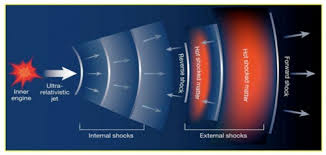 Inner
engine
Ultra-
relativistic
jet
Internal shocks
Reverse shock
Hot shocked matter
External shocks
Hot shocked matter
Forward shock